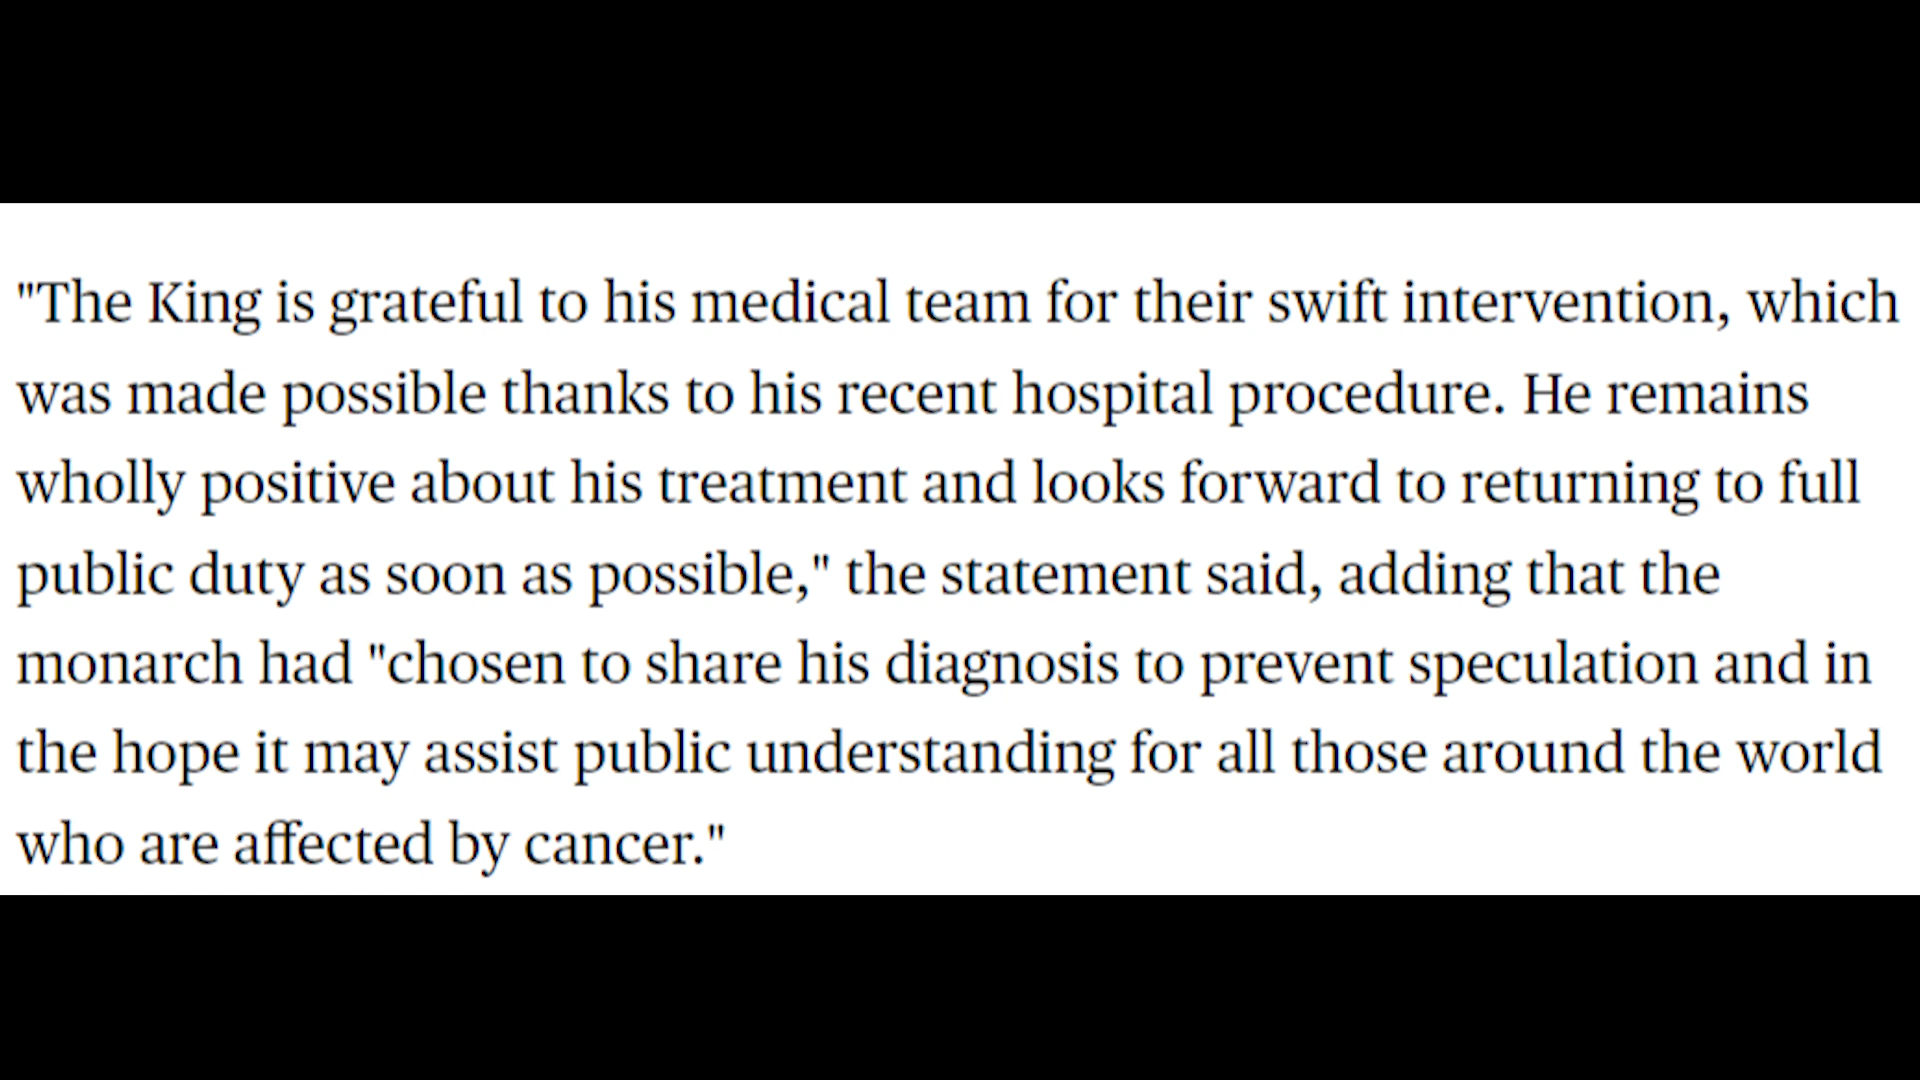 "The King is grateful to his medical team for their swift intervention, which
was made possible thanks to his recent hospital procedure. He remains
wholly positive about his treatment and looks forward to returning to full
public duty as soon as possible," the statement said, adding that the
monarch had "chosen to share his diagnosis to prevent speculation and in
the hope it may assist public understanding for all those around the world
who are affected by cancer."